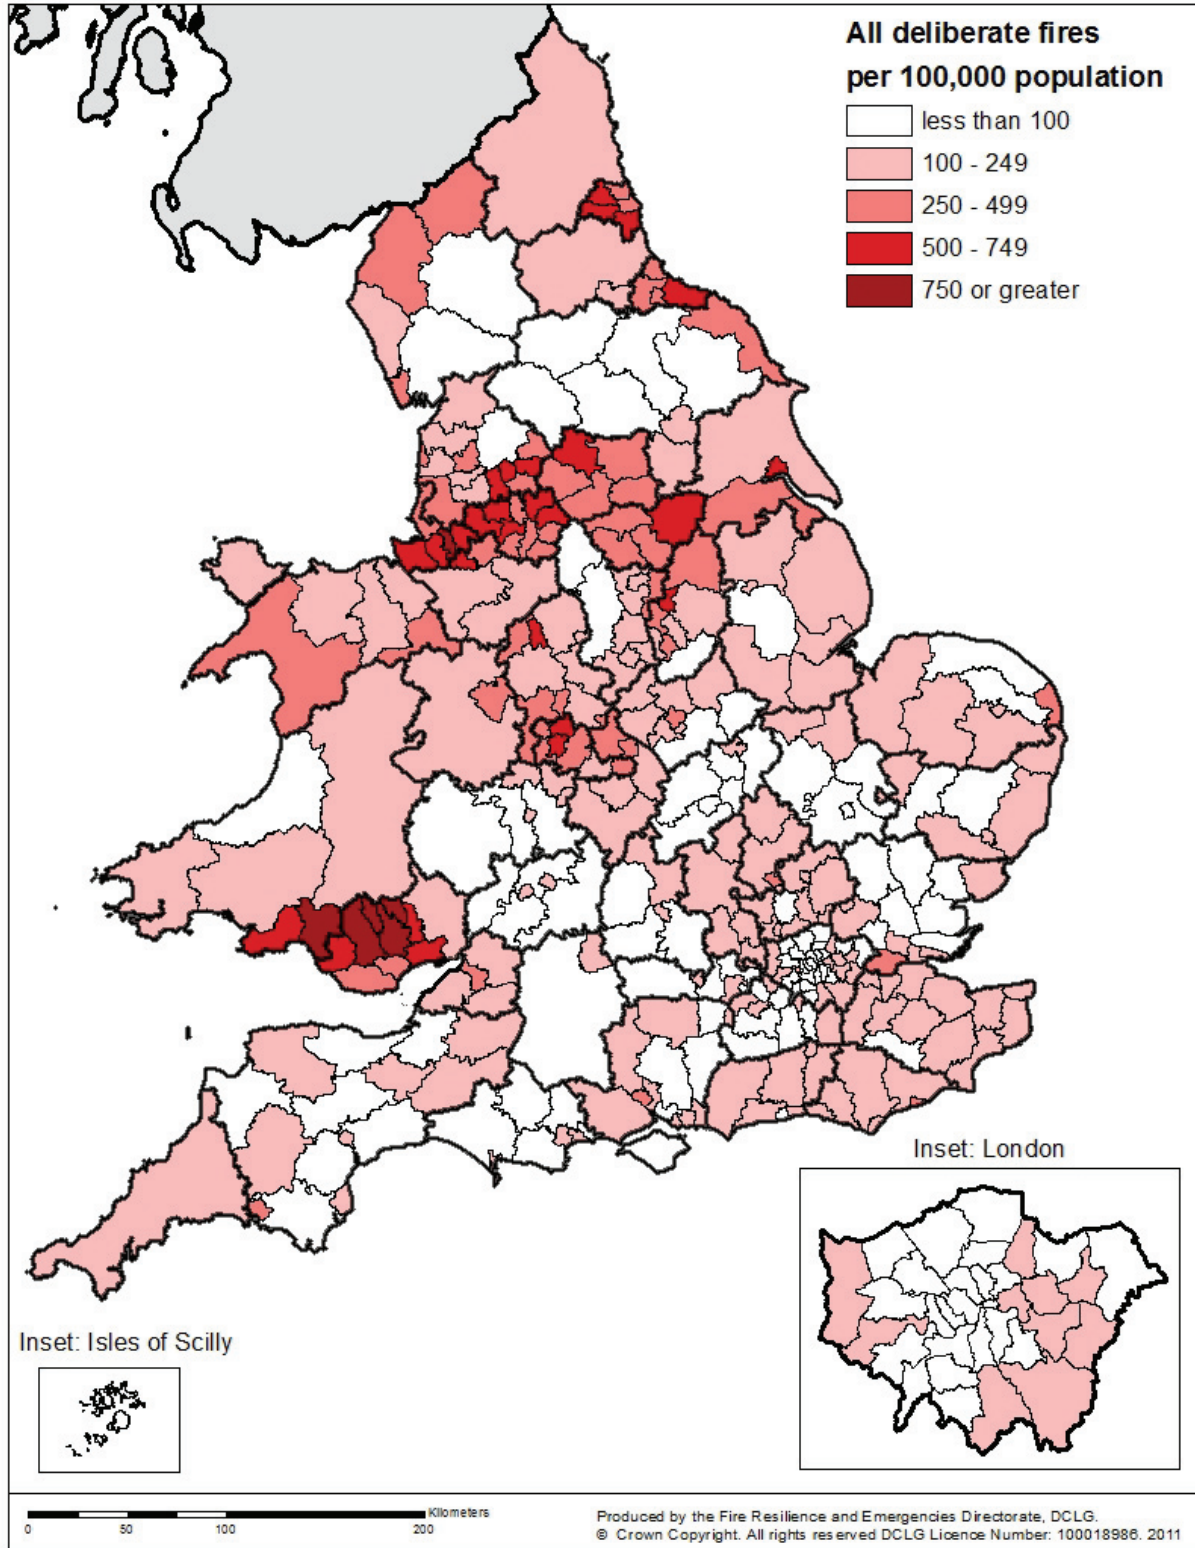 All deliberate fires
per 100,000 population
less than 100
100 - 249
250 - 499
500 - 749
750 or greater
Inset: London
Inset: Isles of Scilly
Kilometers
0 50 100 200
Produced by the Fire Resilience and Emergencies Directorate, DCLG.
© Crown Copyright. All rights reserved DCLG Licence Number: 100018986. 2011